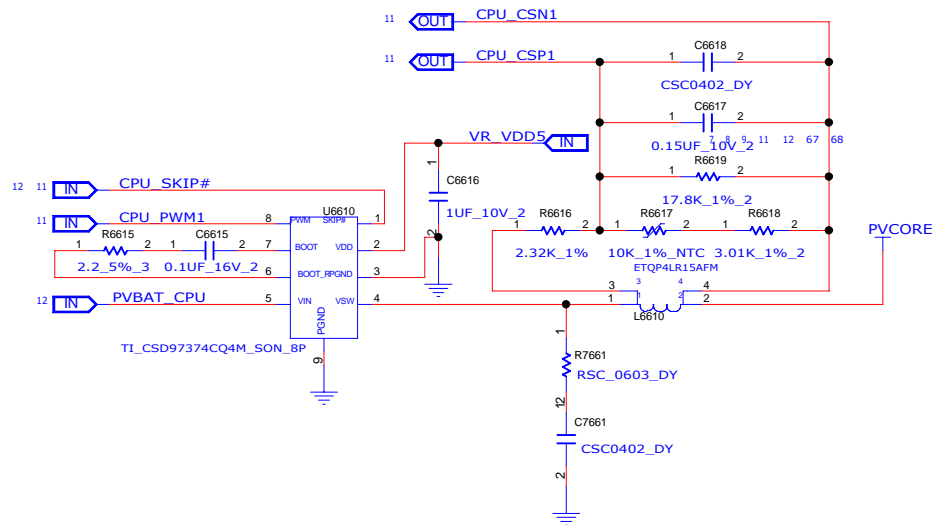 11 OUT CPU_CSN1
C6618
11 OUT CPU_CSP1 1 2
CSC0402_DY
C6617
1 2
VR_VDD5 IN 0.15UF_10V_2 7 8 9 11 12 67 68
R6619
1 1 2
12 11 IN CPU_SKIP# C6616 17.8K_1%_2
U6610
11 IN CPU_PWM1 8 PWM SKIP# 1 1UF_10V_2 R6616 R6617 R6618
2 1 2 1 2 1 2
PVCORE
R6615 C6615
1 2 1 2 7 BOOT VDD 2 2.32K_1% 10K_1%_NTC 3.01K_1%_2
2.2_5%_3 0.1UF_16V_2 ETQP4LR15AFM
6 BOOT_R PGND 3
3 3 4 4
12 IN PVBAT_CPU 5 VIN VSW 4 1 1 2 2
L6610
PGND
TI_CSD97374CQ4M_SON_8P
9
1
R7661
RSC_0603_DY
12
C7661
CSC0402_DY
2